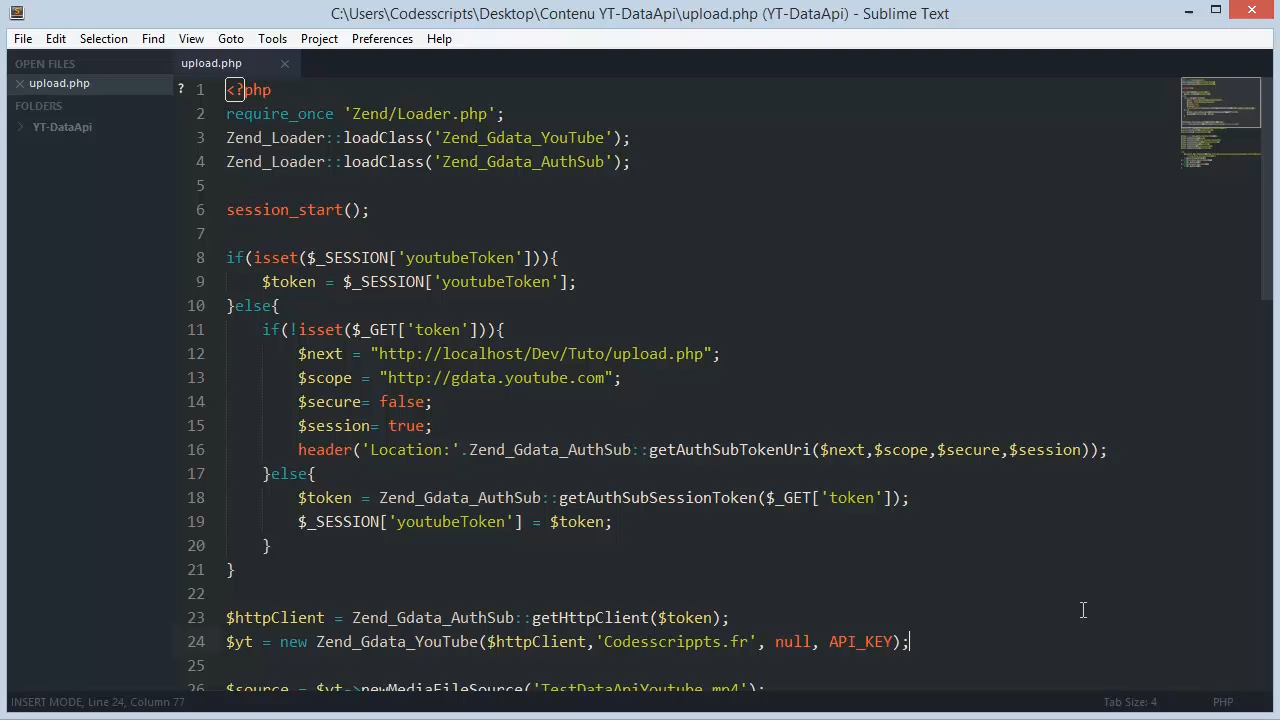 C:\Users\Codesscripts\Desktop\Contenu YT-DataApi\upload.php (YT-DataApi) - Sublime Text
File Edit Selection Find View Goto Tools Project Preferences Help
OPEN FILES
upload.php
FOLDERS
YT-DataApi
upload.php
? 1 <?php
2 require_once 'Zend/Loader.php';
3 Zend_Loader::loadClass('Zend_Gdata_YouTube');
4 Zend_Loader::loadClass('Zend_Gdata_AuthSub');
5
6 session_start();
7
8 if(isset($_SESSION['youtubeToken'])){
9     $token = $_SESSION['youtubeToken'];
10 }else{
11     if(!isset($_GET['token'])){
12         $next = "http://localhost/Dev/Tuto/upload.php";
13         $scope = "http://gdata.youtube.com";
14         $secure= false;
15         $session= true;
16         header('Location:'.Zend_Gdata_AuthSub::getAuthSubTokenUri($next,$scope,$secure,$session));
17     }else{
18         $token = Zend_Gdata_AuthSub::getAuthSubSessionToken($_GET['token']);
19         $_SESSION['youtubeToken'] = $token;
20     }
21 }
22
23 $httpClient = Zend_Gdata_AuthSub::getHttpClient($token);
24 $yt = new Zend_Gdata_YouTube($httpClient,'Codesscrippts.fr', null, API_KEY);
25
26 $source = $yt->newMediaFileSource('TestDataApiYoutube.mp4');
INSERT MODE, Line 24, Column 77
Tab Size: 4
PHP